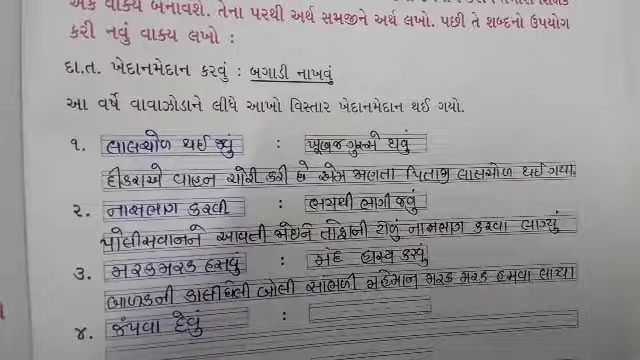 એક વાક્ય બનાવશે. તેના પરથી અર્થ સમજીને અર્થ લખો. પછી તે શબ્દનો ઉપયોગ
કરી નવું વાક્ય લખો :
દા.ત. ખેદાનમેદાન કરવું : બગાડી નાખવું
આ વર્ષે વાવાઝોડાને લીધે આખો વિસ્તાર ખેદાનમેદાન થઈ ગયો.
૧. લાલચોળ થઈ જવું : ખૂબજ ગુસ્સે થવું
દીકરાએ વાહન ચોરી કરી છે એમ જાણતા પિતાજી લાલચોળ થઈ ગયા.
૨. નાસભાગ કરવી : ભયથી ભાગી જવું
પોલીસવાનને આવતી જોઈને તોફાની ટોળું નાસભાગ કરવા લાગ્યું
૩. મરકમરક હસવું : મંદ હાસ્ય કરવું
બાળકની કાલીઘેલી બોલી સાંભળી મહેમાન મરક મરક હસવા લાગ્યા
૪. જંપવા દેવું :